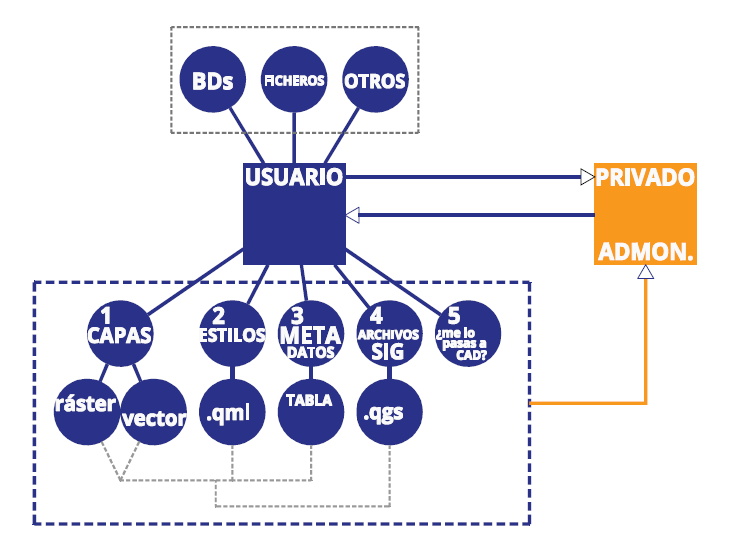 BDs
FICHEROS
OTROS
USUARIO
PRIVADO
ADMON.
1
CAPAS
2
ESTILOS
3
META
DATOS
4
ARCHIVOS
SIG
5
¿me lo
pasas a
CAD?
ráster
vector
.qml
TABLA
.qgs